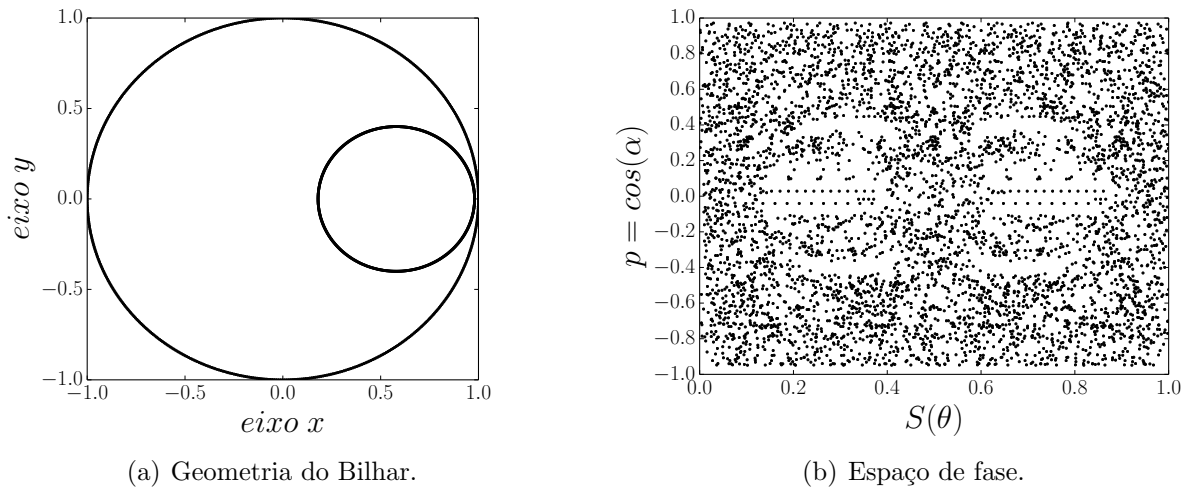 1.0
0.5
0.0
−0.5
−1.0
−1.0 −0.5 0.0 0.5 1.0
eixo y
eixo x
(a) Geometria do Bilhar.
1.0
0.8
0.6
0.4
0.2
0.0
−0.2
−0.4
−0.6
−0.8
−1.0
0.0 0.2 0.4 0.6 0.8 1.0
p = cos(α)
S(θ)
(b) Espaço de fase.